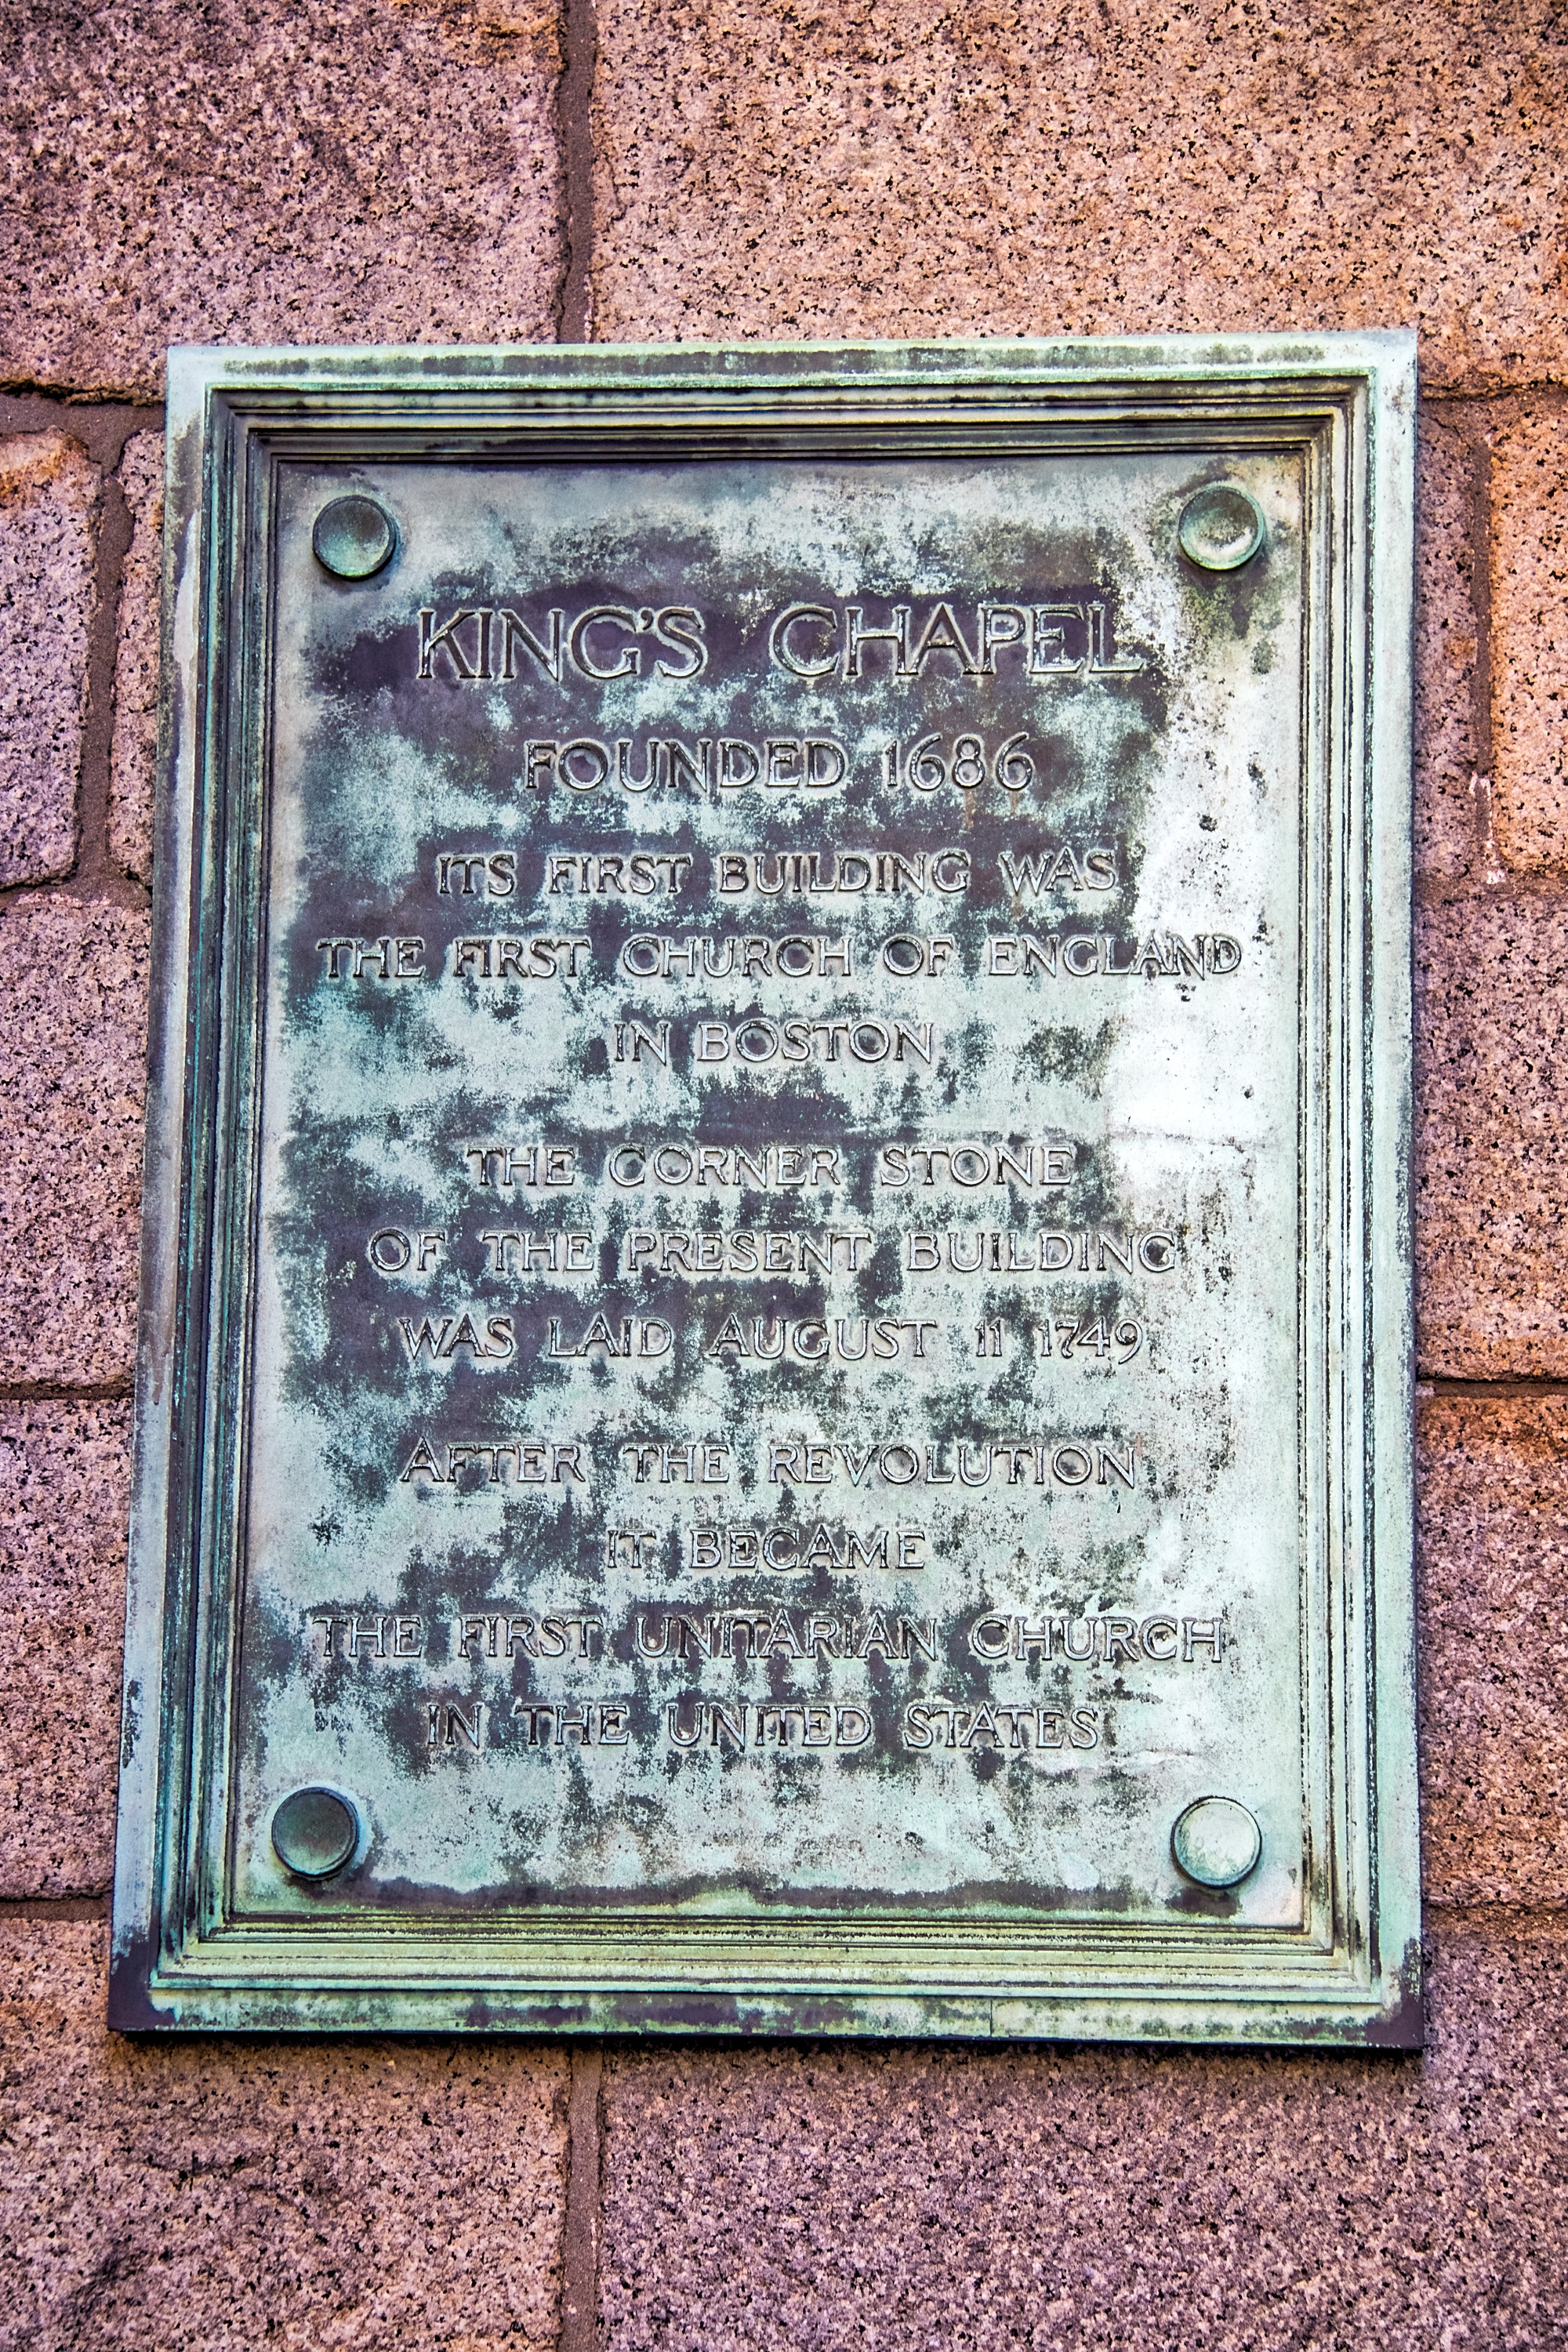 KING'S CHAPEL
FOUNDED 1686
ITS FIRST BUILDING WAS
THE FIRST CHURCH OF ENGLAND
IN BOSTON
THE CORNER STONE
OF THE PRESENT BUILDING
WAS LAID AUGUST 11 1749
AFTER THE REVOLUTION
IT BECAME
THE FIRST UNITARIAN CHURCH
IN THE UNITED STATES